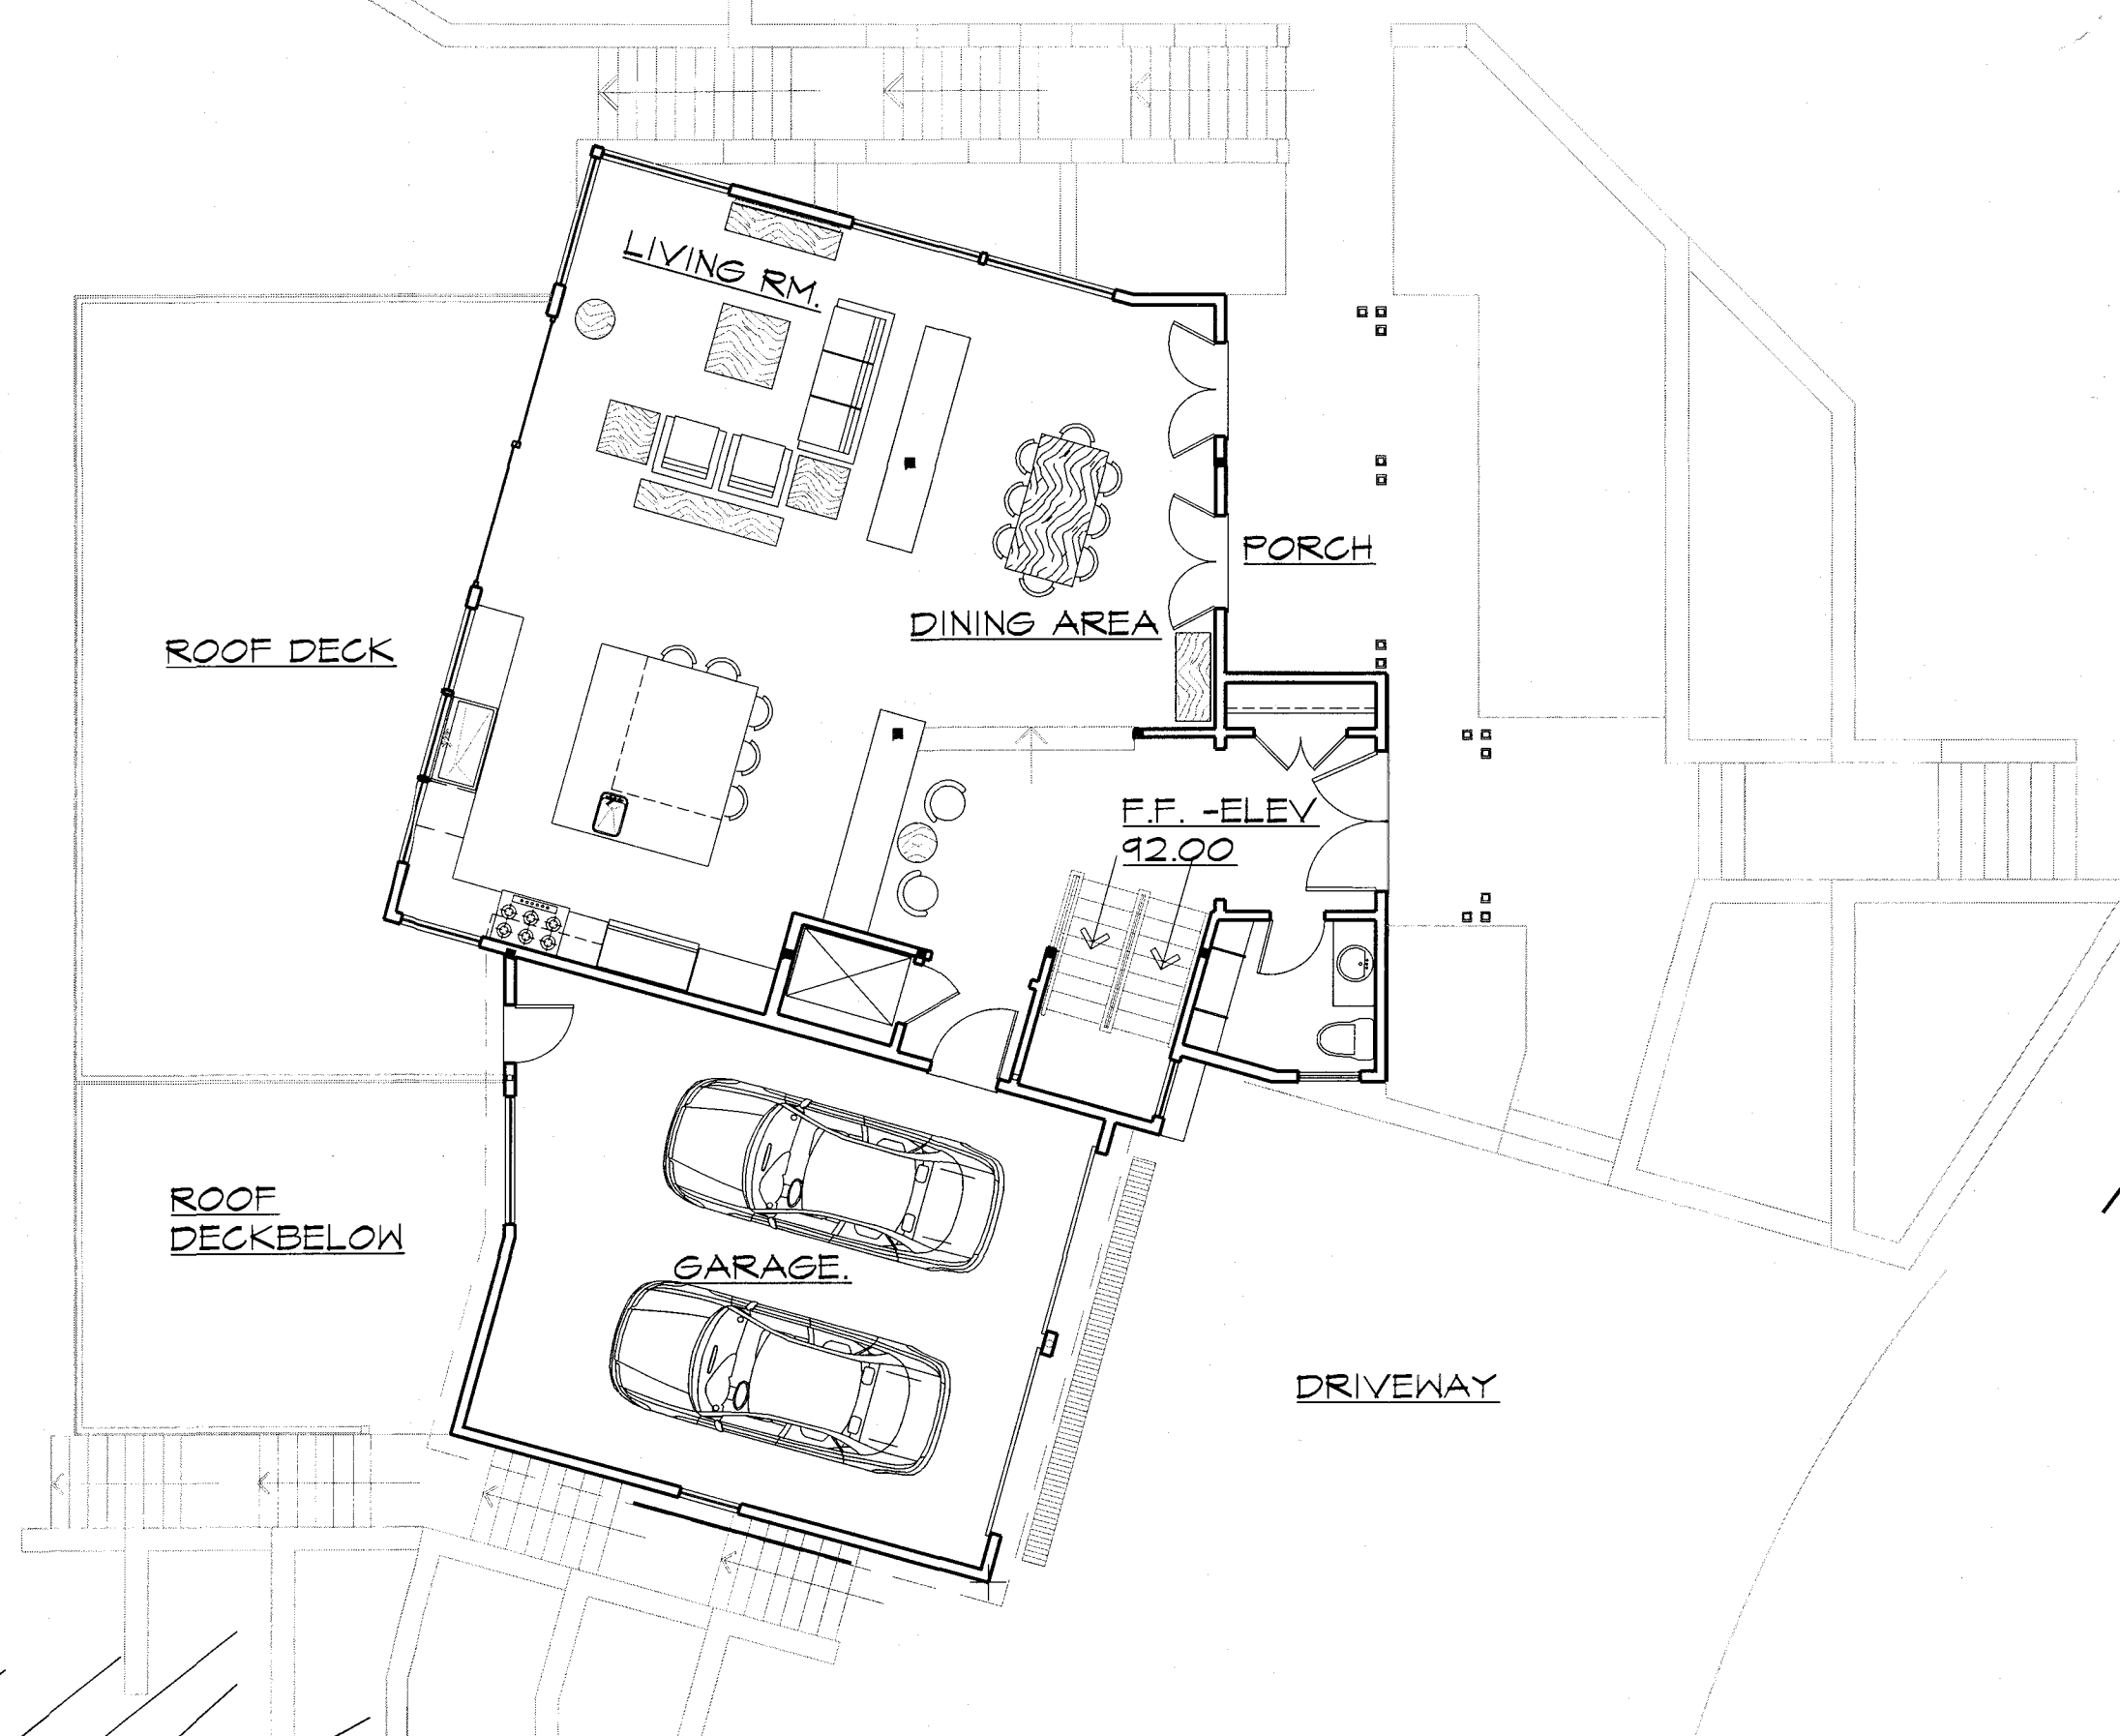 LIVING RM.
PORCH
DINING AREA
ROOF DECK
F.F. -ELEV
92.00
ROOF
DECKBELOW
GARAGE.
DRIVEWAY